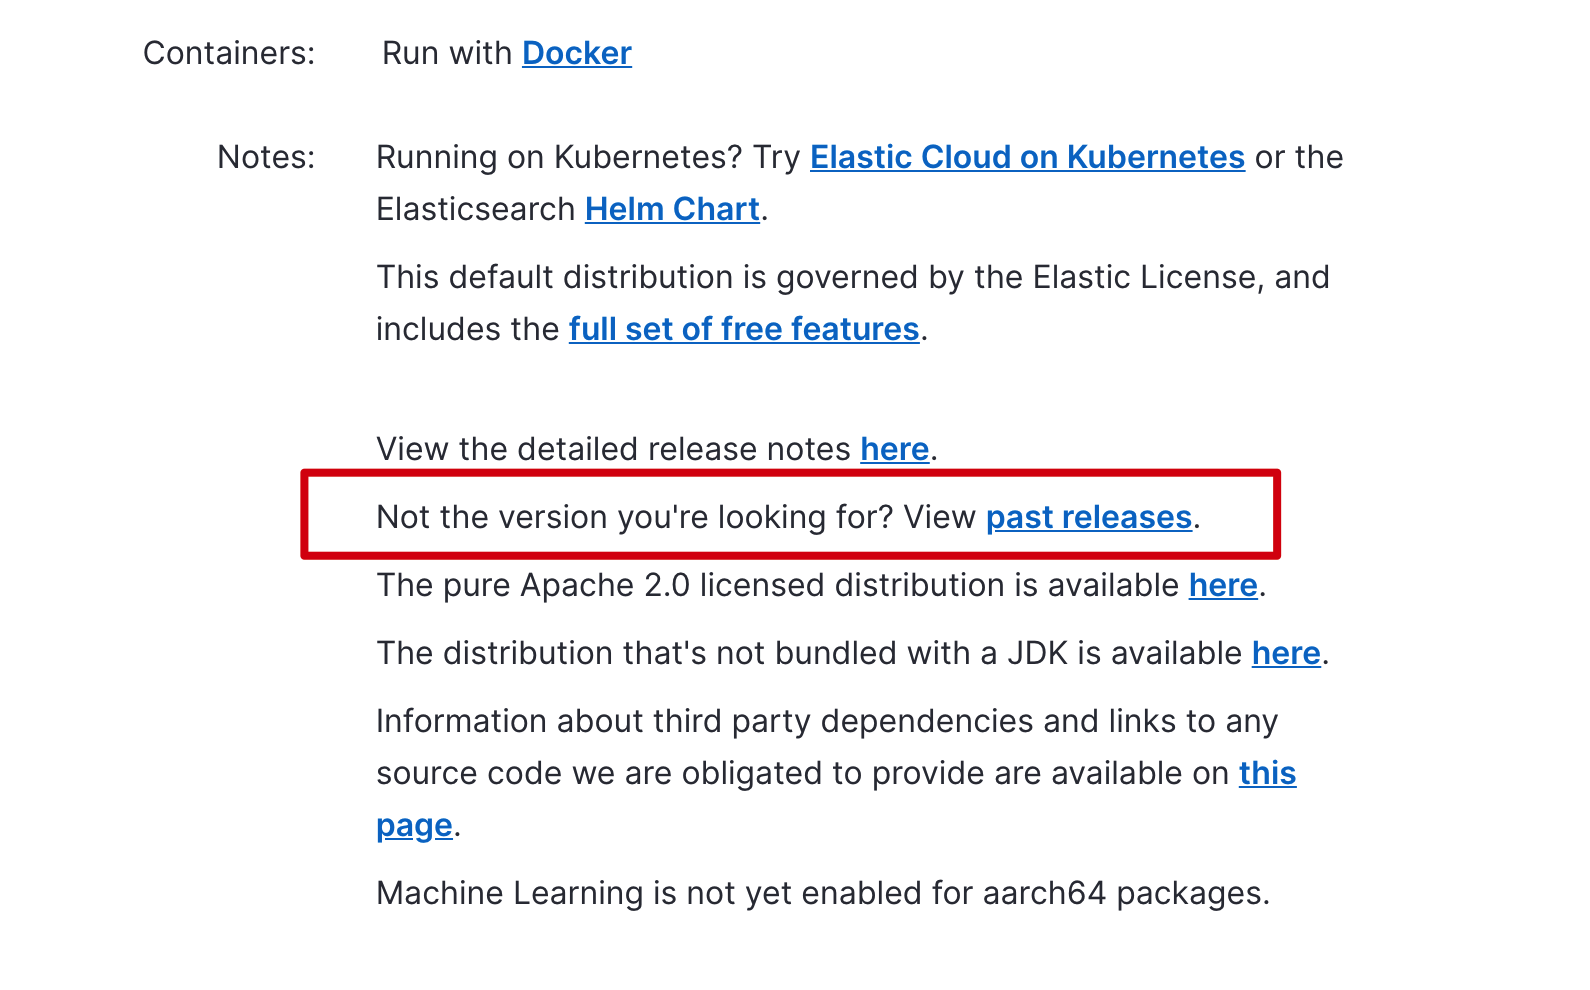 Containers: Run with Docker
Notes: Running on Kubernetes? Try Elastic Cloud on Kubernetes or the
Elasticsearch Helm Chart.
This default distribution is governed by the Elastic License, and
includes the full set of free features.
View the detailed release notes here.
Not the version you're looking for? View past releases.
The pure Apache 2.0 licensed distribution is available here.
The distribution that's not bundled with a JDK is available here.
Information about third party dependencies and links to any
source code we are obligated to provide are available on this
page.
Machine Learning is not yet enabled for aarch64 packages.